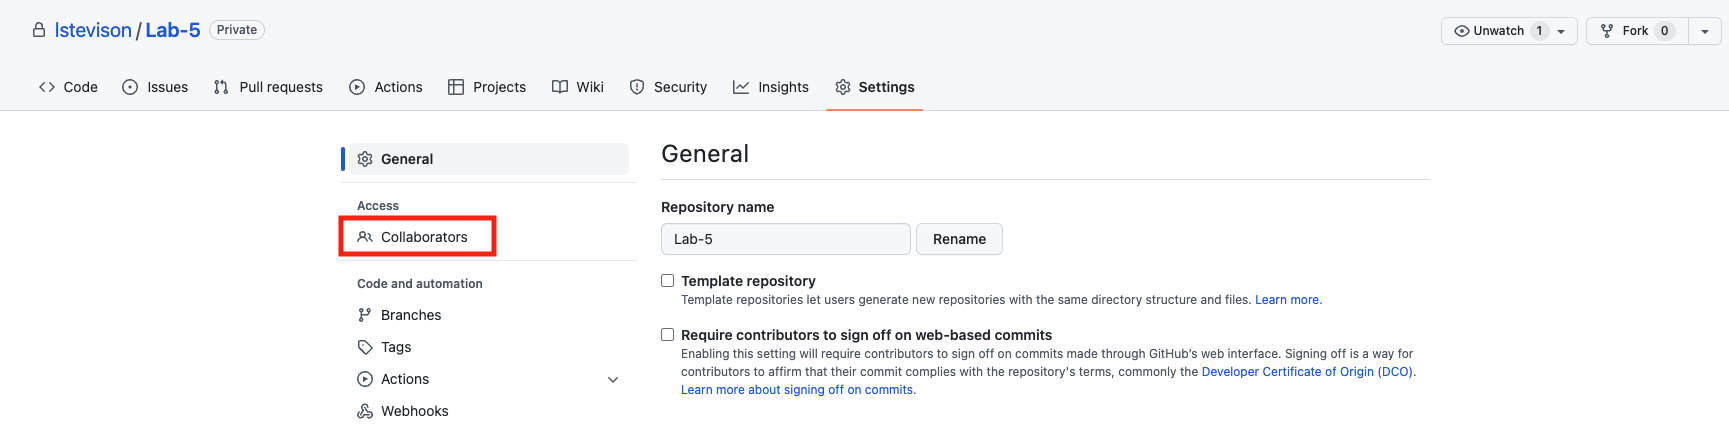 lstevison / Lab-5 Private
Unwatch 1
Fork 0
Code Issues Pull requests Actions Projects Wiki Security Insights Settings
General
Access
Collaborators
Code and automation
Branches
Tags
Actions
Webhooks
General
Repository name
Lab-5 Rename
Template repository
Template repositories let users generate new repositories with the same directory structure and files. Learn more.
Require contributors to sign off on web-based commits
Enabling this setting will require contributors to sign off on commits made through GitHub's web interface. Signing off is a way for
contributors to affirm that their commit complies with the repository's terms, commonly the Developer Certificate of Origin (DCO).
Learn more about signing off on commits.